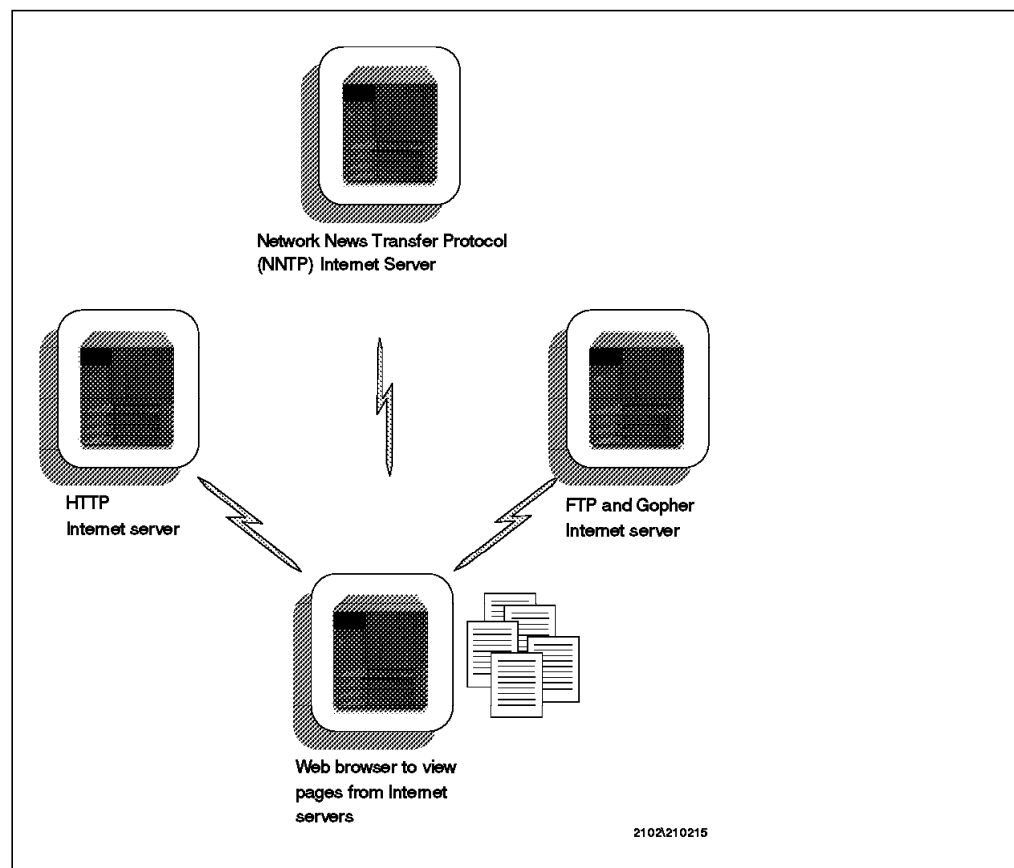 Network News Transfer Protocol
(NNTP) Internet Server
HTTP
Internet server
FTP and Gopher
Internet server
Web browser to view
pages from Internet
servers
2102\210215